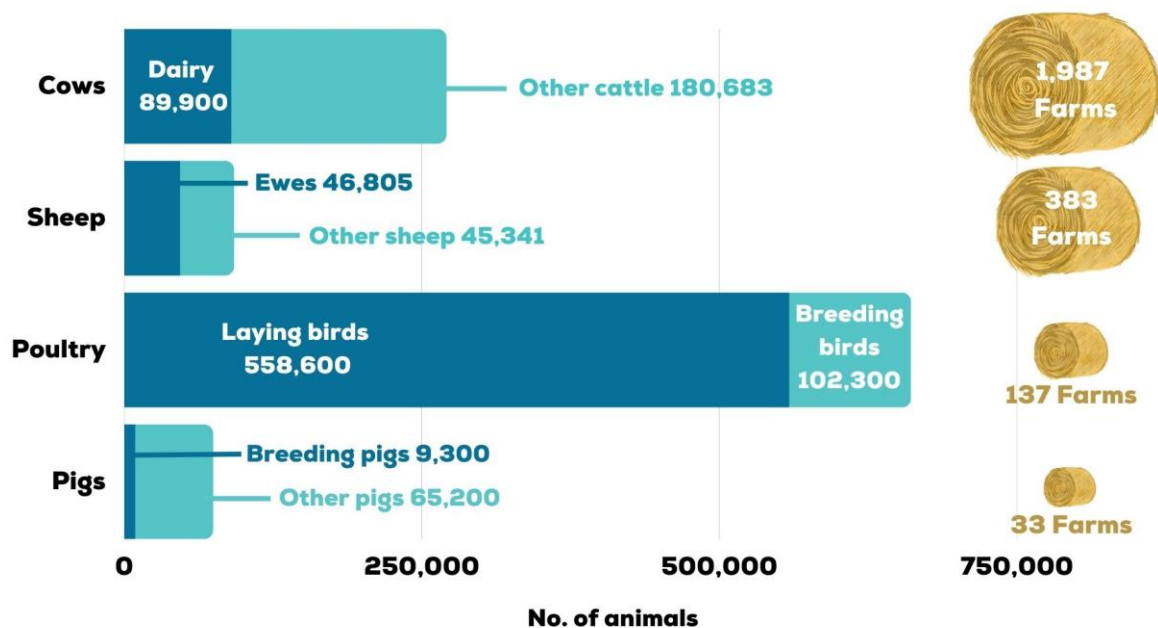 Cows
Dairy
89,900
Other cattle 180,683
1,987
Farms
Sheep
Ewes 46,805
Other sheep 45,341
383
Farms
Poultry
Laying birds
558,600
Breeding
birds
102,300
137 Farms
Pigs
Breeding pigs 9,300
Other pigs 65,200
33 Farms
0 250,000 500,000 750,000
No. of animals